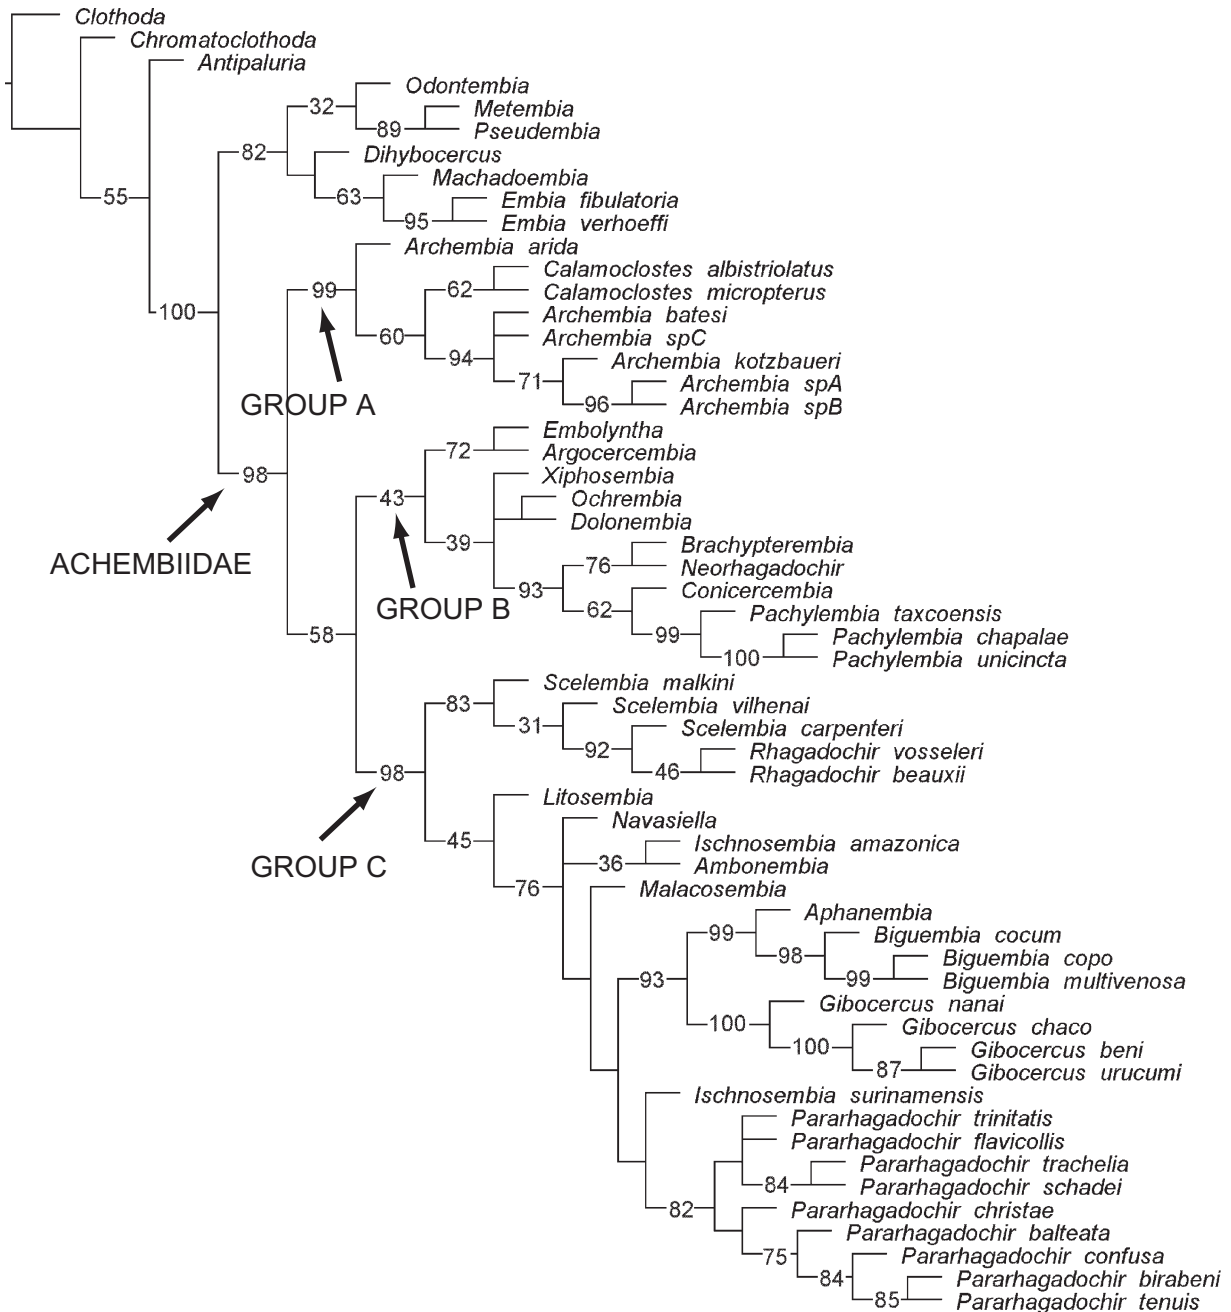 Clothoda
Chromatoclothoda
Antipaluria
Odontembia
32
Metembia
89
Pseudembia
82
Dihybocercus
Machadoembia
55
63
Embia fibulatoria
95
Embia verhoeffi
Archembia arida
Calamoclostes albistriolatus
99
62
Calamoclostes micropterus
100
Archembia batesi
60
Archembia spC
94
Archembia kotzbaueri
71
Archembia spA
GROUP A
96
Archembia spB
Embolyntha
72
Argocercembia
98
Xiphosembia
43
Ochrembia
Dolonembia
39
Brachypterembia
ACHEMBIIDAE
76
Neorhagadochir
93
Conicercembia
GROUP B
62
Pachylembia taxcoensis
58
99
Pachylembia chapalae
100
Pachylembia unicincta
Scelembia malkini
83
Scelembia vilhenai
31
Scelembia carpenteri
92
Rhagadochir vosseleri
98
46
Rhagadochir beauxii
Litosembia
Navasiella
45
Ischnosembia amazonica
GROUP C
36
Ambonembia
76
Malacosembia
Aphanembia
99
Biguembia cocum
98
Biguembia copo
93
99
Biguembia multivenosa
Gibocercus nanai
100
Gibocercus chaco
100
Gibocercus beni
87
Gibocercus urucumi
Ischnosembia surinamensis
Pararhagadochir trinitatis
Pararhagadochir flavicollis
Pararhagadochir trachelia
84
Pararhagadochir schadei
82
Pararhagadochir christae
Pararhagadochir balteata
75
Pararhagadochir confusa
84
Pararhagadochir birabeni
85
Pararhagadochir tenuis